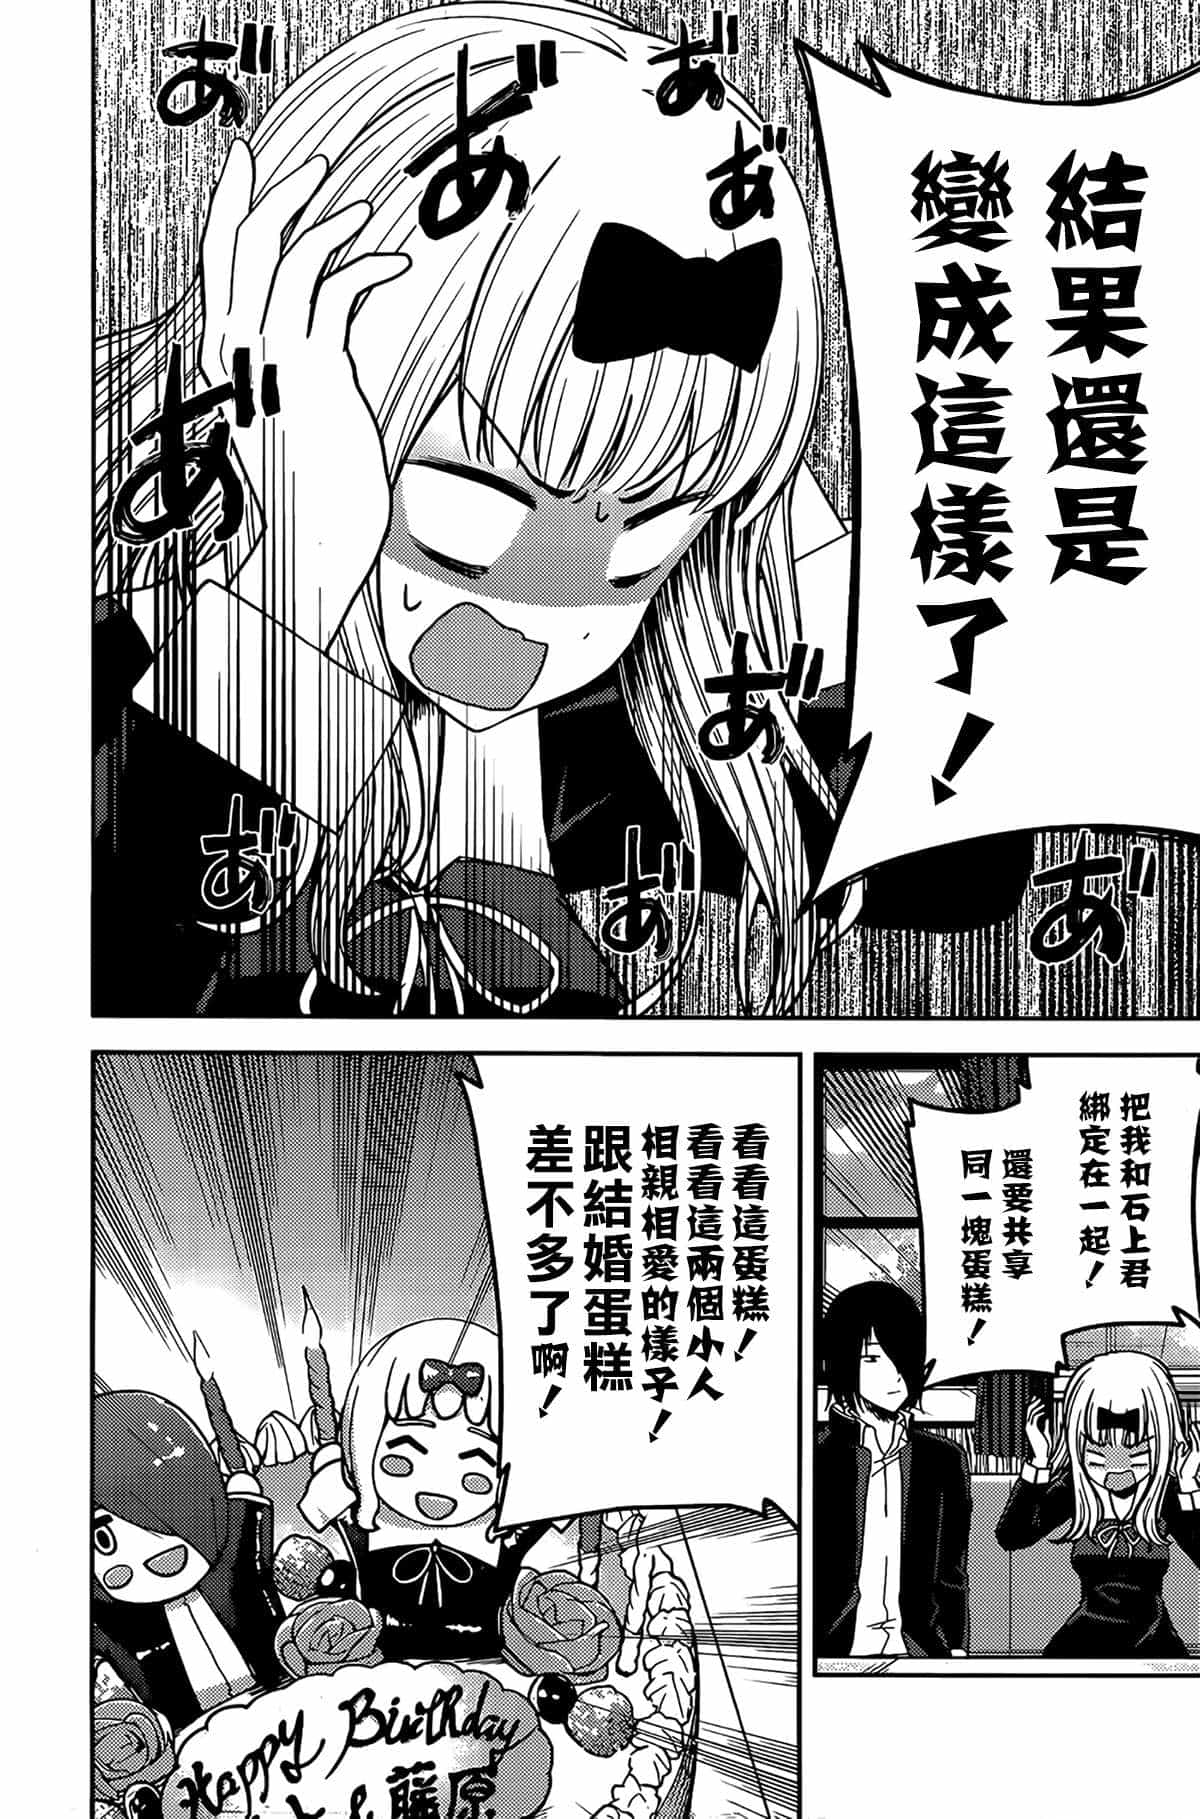 結果還是
變成這樣了！
あ゛
あ゛
あ゛
あ゛
あ゛
あ゛
あ゛
あ゛
あ゛
把我和石上君
綁定在一起！
還要共享
同一塊蛋糕！
看看這蛋糕！
看看這兩個小人
相親相愛的樣子！
跟結婚蛋糕
差不多了啊！
Happy Birthday
&藤原